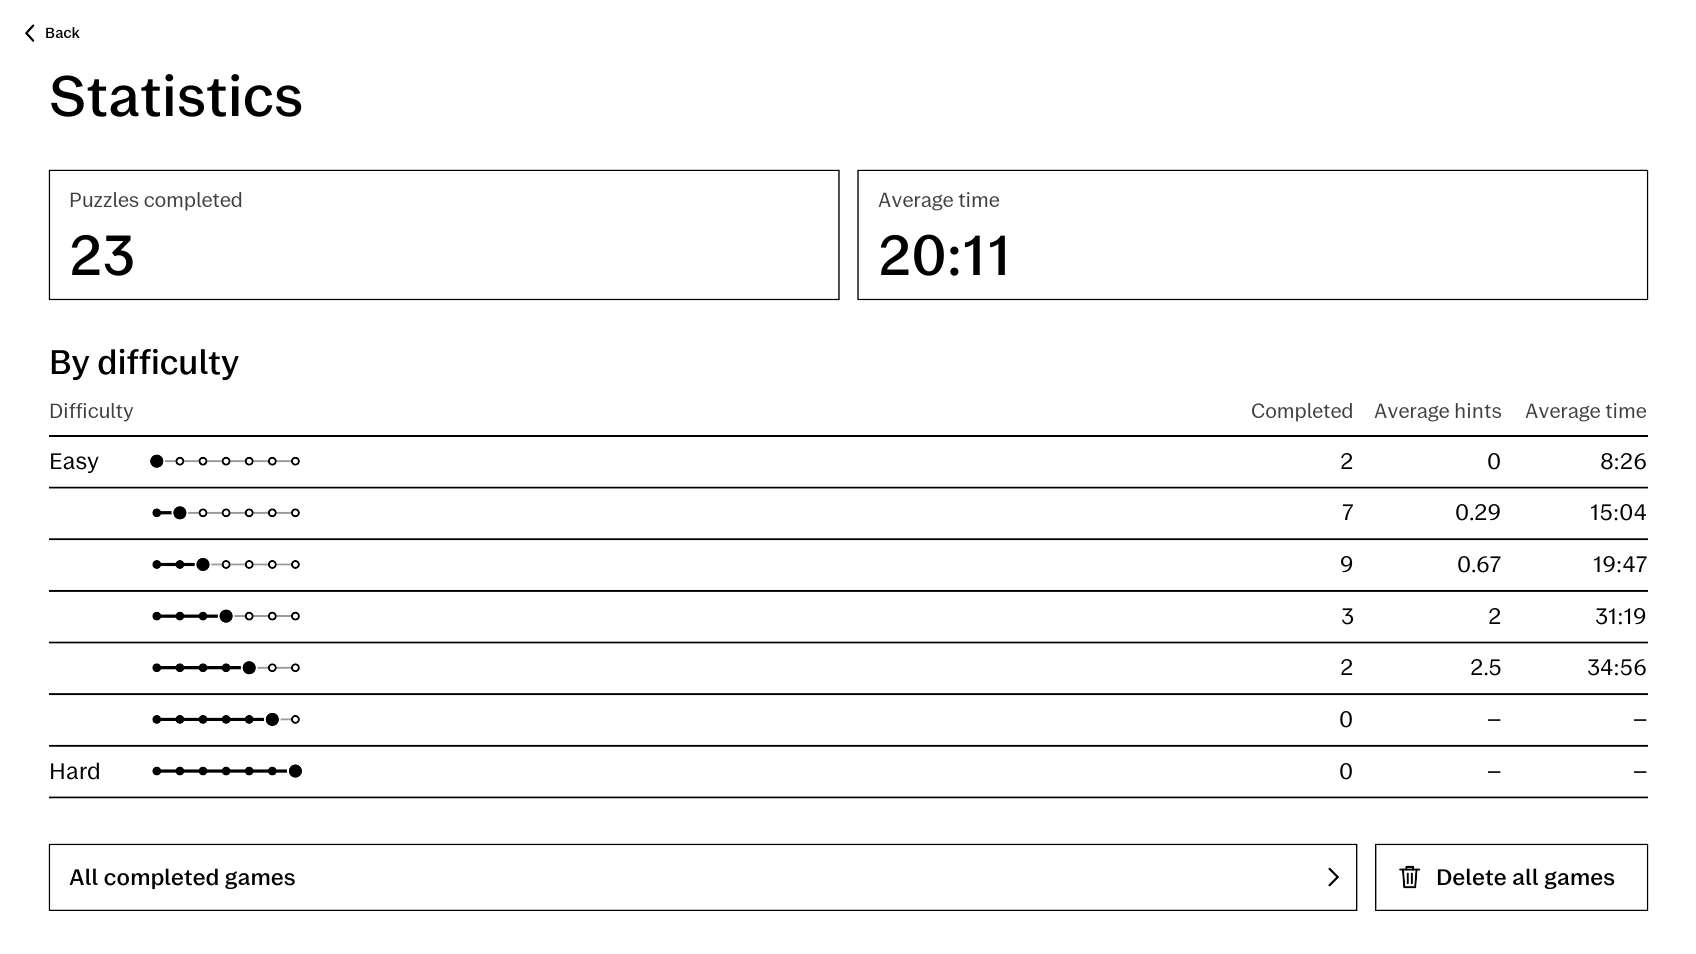 Back
Statistics
Puzzles completed
23
Average time
20:11
By difficulty
Difficulty Completed Average hints Average time
Easy 2 0 8:26
7 0.29 15:04
9 0.67 19:47
3 2 31:19
2 2.5 34:56
0 – –
Hard 0 – –
All completed games
Delete all games